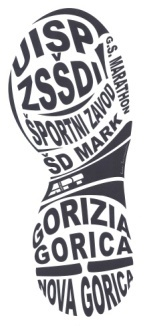 UISP
ZSŠDI
G.S. MARATHON
ŠPORTNI ZAVOD
ŠD MARK
APP
GORIZIA
GORICA
NOVA GORICA